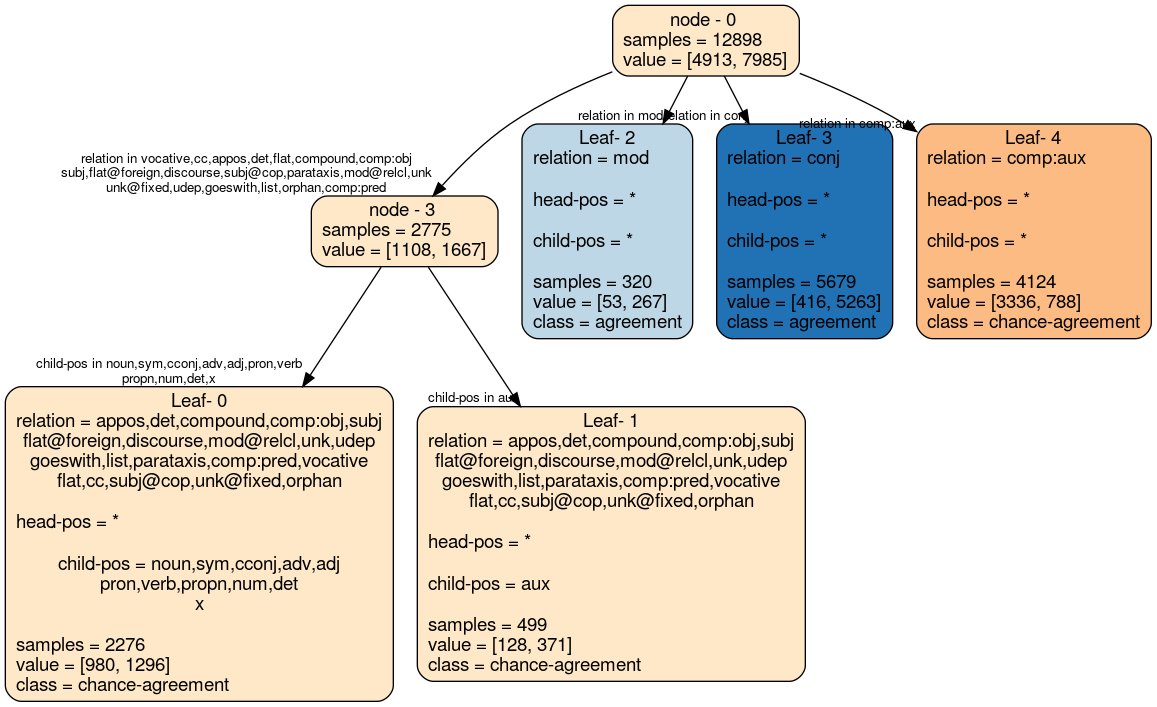 node - 0
samples = 12898
value = [4913, 7985]
relation in mod
relation in conj
relation in comp:aux
relation in vocative,cc,appos,det,flat,compound,comp:obj
subj,flat@foreign,discourse,subj@cop,parataxis,mod@relcl,unk
unk@fixed,udep,goeswith,list,orphan,comp:pred
node - 3
samples = 2775
value = [1108, 1667]
Leaf- 2
relation = mod
head-pos = *
child-pos = *
samples = 320
value = [53, 267]
class = agreement
Leaf- 3
relation = conj
head-pos = *
child-pos = *
samples = 5679
value = [416, 5263]
class = agreement
Leaf- 4
relation = comp:aux
head-pos = *
child-pos = *
samples = 4124
value = [3336, 788]
class = chance-agreement
child-pos in noun,sym,cconj,adv,adj,pron,verb
propn,num,det,x
child-pos in aux
Leaf- 0
relation = appos,det,compound,comp:obj,subj
flat@foreign,discourse,mod@relcl,unk,udep
goeswith,list,parataxis,comp:pred,vocative
flat,cc,subj@cop,unk@fixed,orphan
head-pos = *
child-pos = noun,sym,cconj,adv,adj
pron,verb,propn,num,det
x
samples = 2276
value = [980, 1296]
class = chance-agreement
Leaf- 1
relation = appos,det,compound,comp:obj,subj
flat@foreign,discourse,mod@relcl,unk,udep
goeswith,list,parataxis,comp:pred,vocative
flat,cc,subj@cop,unk@fixed,orphan
head-pos = *
child-pos = aux
samples = 499
value = [128, 371]
class = chance-agreement